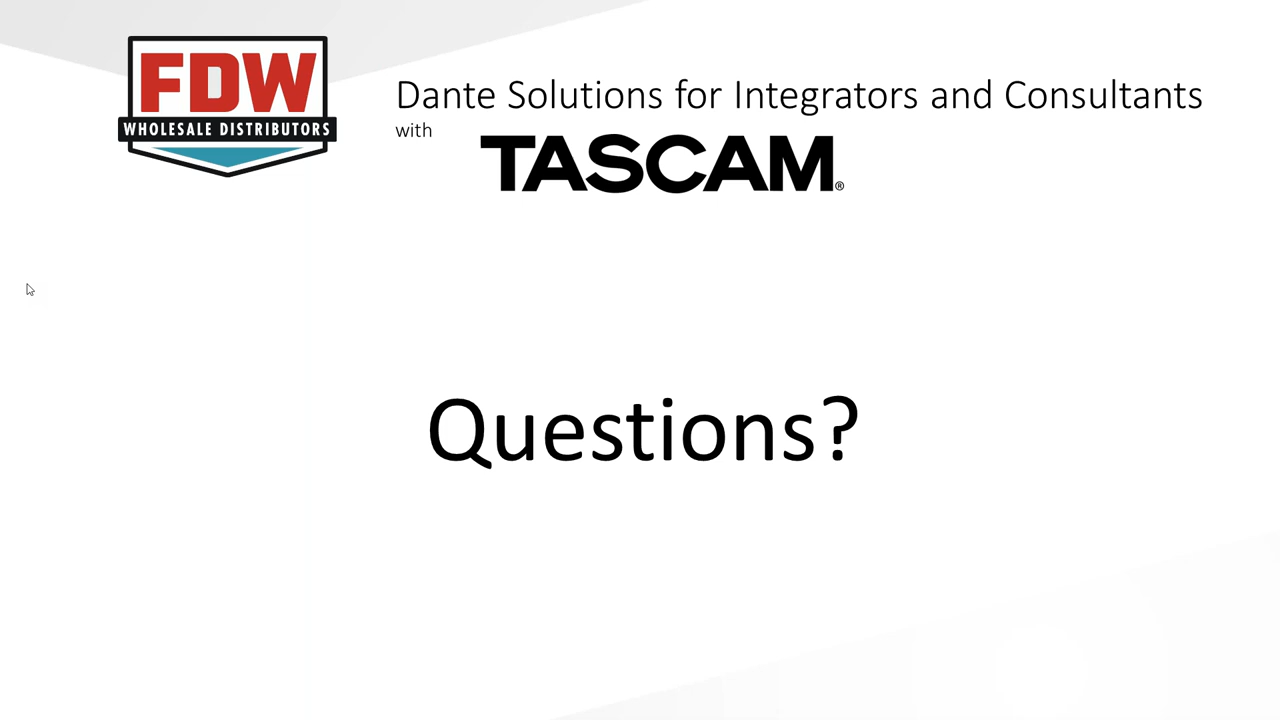 FDW
WHOLESALE DISTRIBUTORS
Dante Solutions for Integrators and Consultants
with
TASCAM®
Questions?